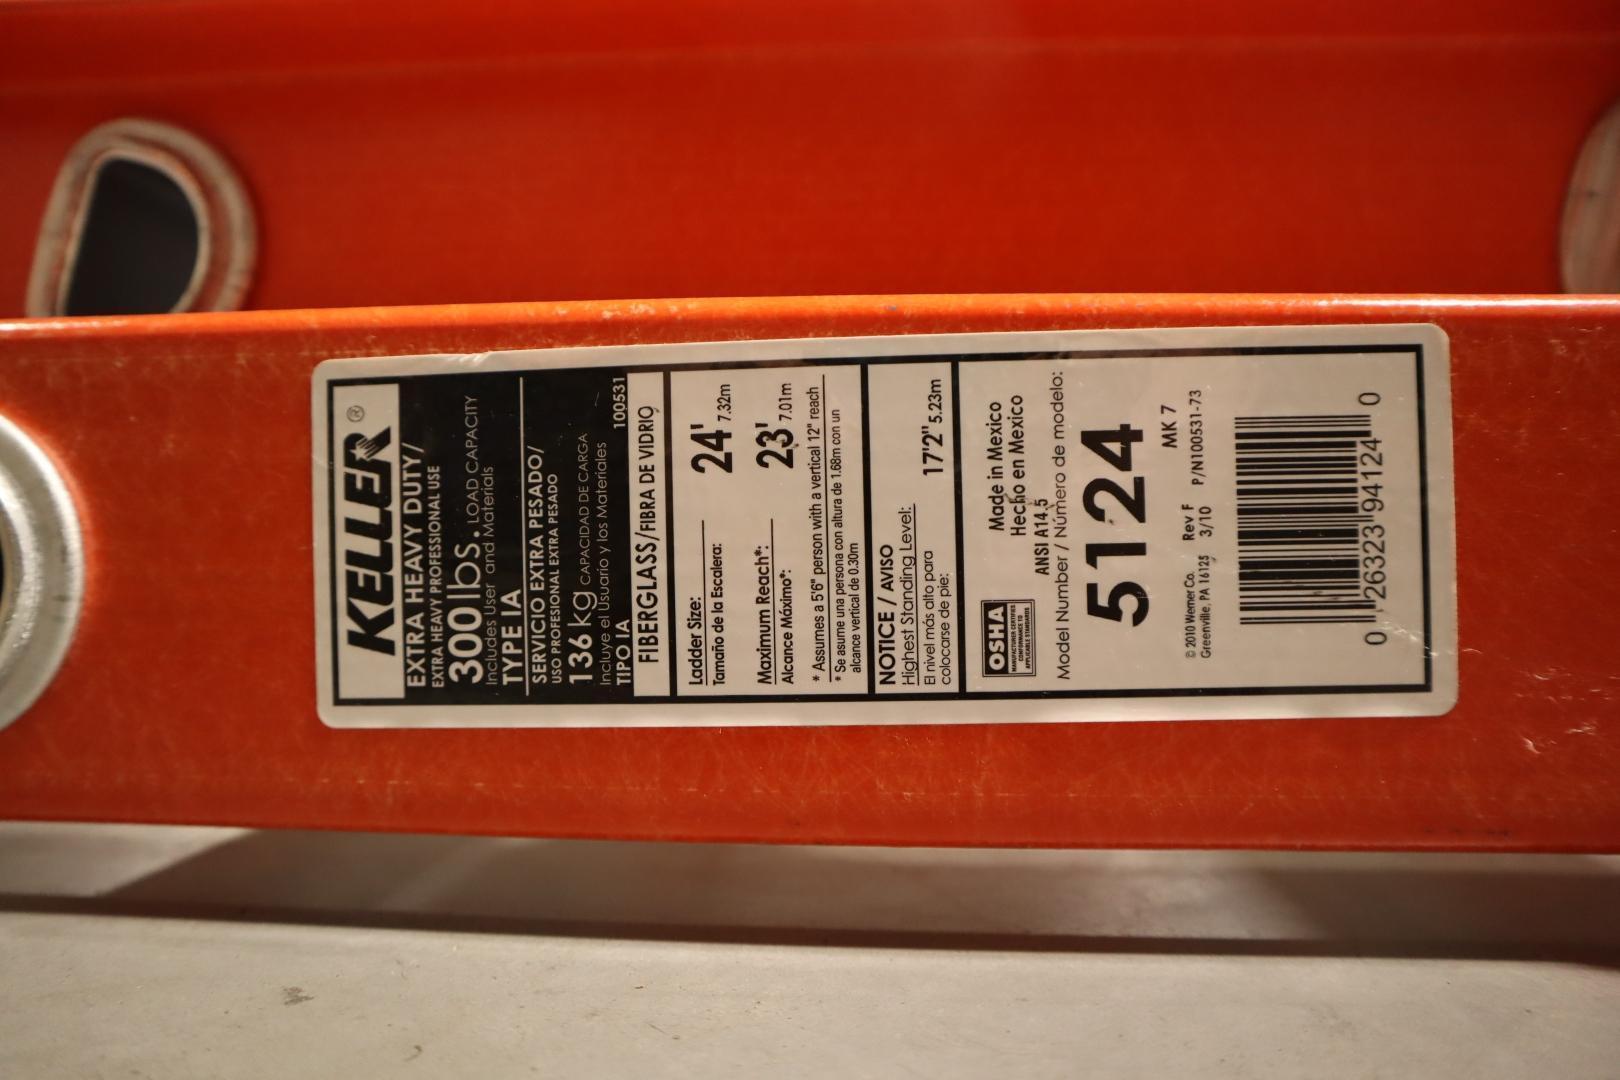 KELLER®
EXTRA HEAVY DUTY/
EXTRA HEAVY PROFESSIONAL USE
300 lbs. LOAD CAPACITY
Includes User and Materials
TYPE IA
SERVICIO EXTRA PESADO/
USO PROFESIONAL EXTRA PESADO
136 kg CAPACIDAD DE CARGA
Incluye el Usuario y los Materiales
TIPO IA 100531
FIBERGLASS/FIBRA DE VIDRIO
Ladder Size: 24' 7.32m
Tamaño de la Escalera:
Maximum Reach*: 23' 7.01m
Alcance Máximo*:
* Assumes a 5'6" person with a vertical 12" reach
* Se asume una persona con altura de 1.68m con un
alcance vertical de 0.30m
NOTICE / AVISO
Highest Standing Level: 17'2" 5.23m
El nivel más alto para
colocarse de pie:
Made in Mexico
Hecho en Mexico
OSHA
MANUFACTURER CERTIFIES
CONFORMANCE TO
APPLICABLE STANDARDS
ANSI A14.5
Model Number / Número de modelo:
5124
MK 7
© 2010 Werner Co. Rev F P/N100531-73
Greenville, PA 16125 3/10
0 26323 94124 0